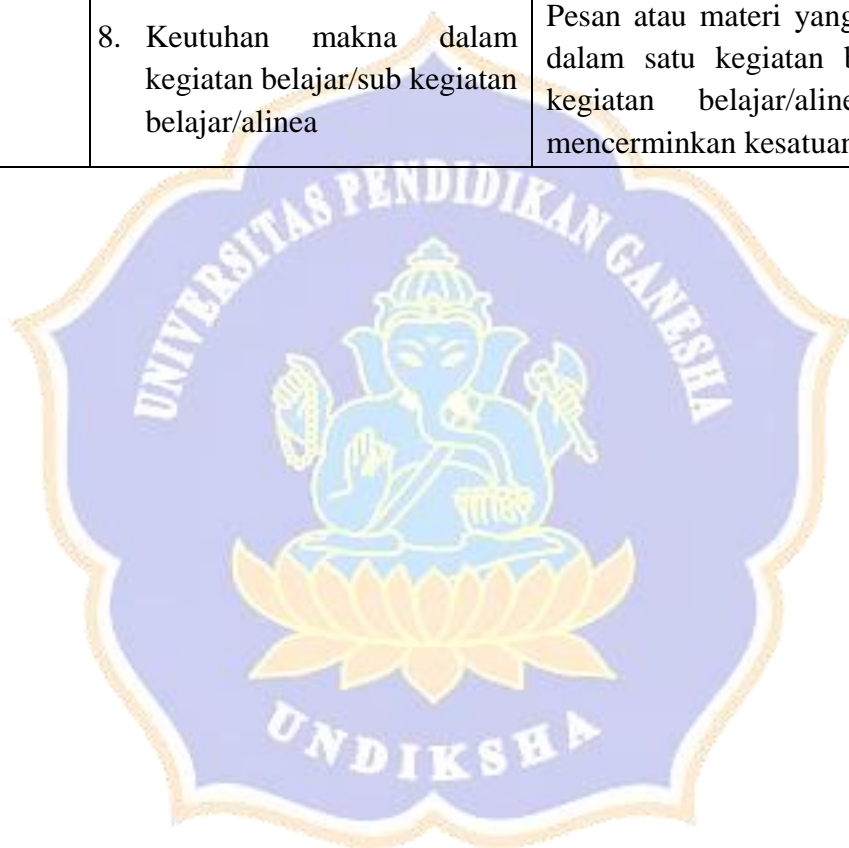 8. Keutuhan makna dalam
kegiatan belajar/sub kegiatan
belajar/alinea
Pesan atau materi yang
dalam satu kegiatan
kegiatan belajar/aline
mencerminkan kesatuan
UNIVERSITAS PENDIDIKAN GANESHA
UNDIKSHA